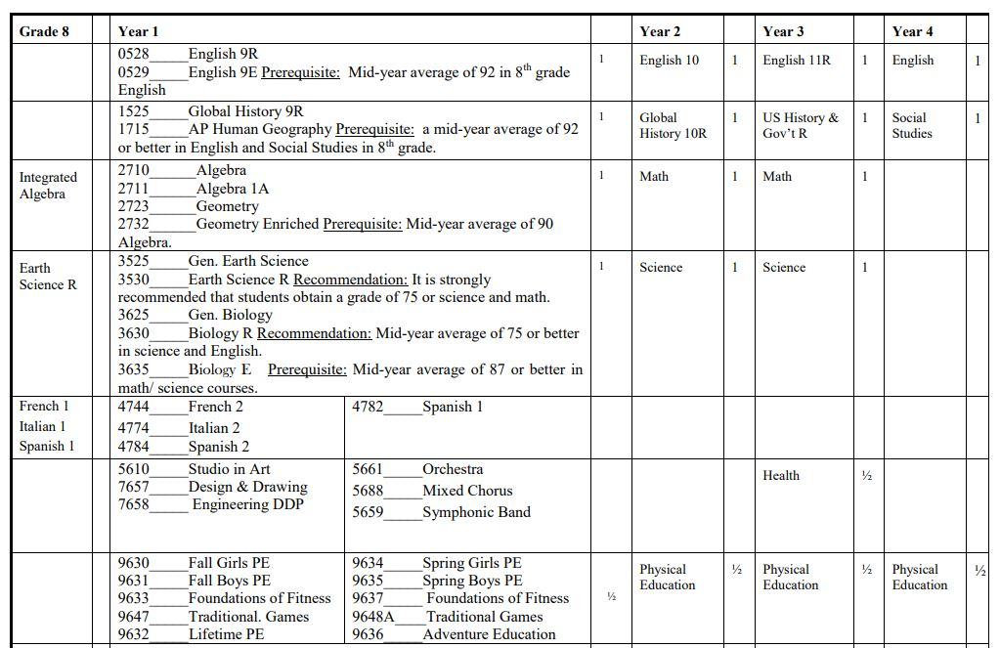 Grade 8 Year 1 Year 2 Year 3 Year 4
0528_____English 9R
0529_____English 9E Prerequisite: Mid-year average of 92 in 8th grade
English
1 English 10 1 English 11R 1 English 1
1525_____Global History 9R
1715_____AP Human Geography Prerequisite: a mid-year average of 92
or better in English and Social Studies in 8th grade.
1 Global 1 US History & 1 Social 1
History 10R Gov't R Studies
Integrated
Algebra
2710______Algebra
2711______Algebra 1A
2723______Geometry
2732______Geometry Enriched Prerequisite: Mid-year average of 90
Algebra.
1 Math 1 Math 1
Earth
Science R
3525_____Gen. Earth Science
3530_____Earth Science R Recommendation: It is strongly
recommended that students obtain a grade of 75 or science and math.
3625_____Gen. Biology
3630_____Biology R Recommendation: Mid-year average of 75 or better
in science and English.
3635_____Biology E Prerequisite: Mid-year average of 87 or better in
math/ science courses.
1 Science 1 Science 1
French 1 4744_____French 2 4782_____Spanish 1
Italian 1 4774_____Italian 2
Spanish 1 4784_____Spanish 2
5610_____Studio in Art
7657_____Design & Drawing
7658_____ Engineering DDP
5661_____Orchestra
5688_____Mixed Chorus
5659_____Symphonic Band
Health ½
9630_____Fall Girls PE
9631_____Fall Boys PE
9633_____Foundations of Fitness
9647_____Traditional. Games
9632_____Lifetime PE
9634_____Spring Girls PE
9635_____Spring Boys PE
9637_____ Foundations of Fitness
9648A____Traditional Games
9636_____Adventure Education
½
Physical ½ Physical ½ Physical ½
Education Education Education